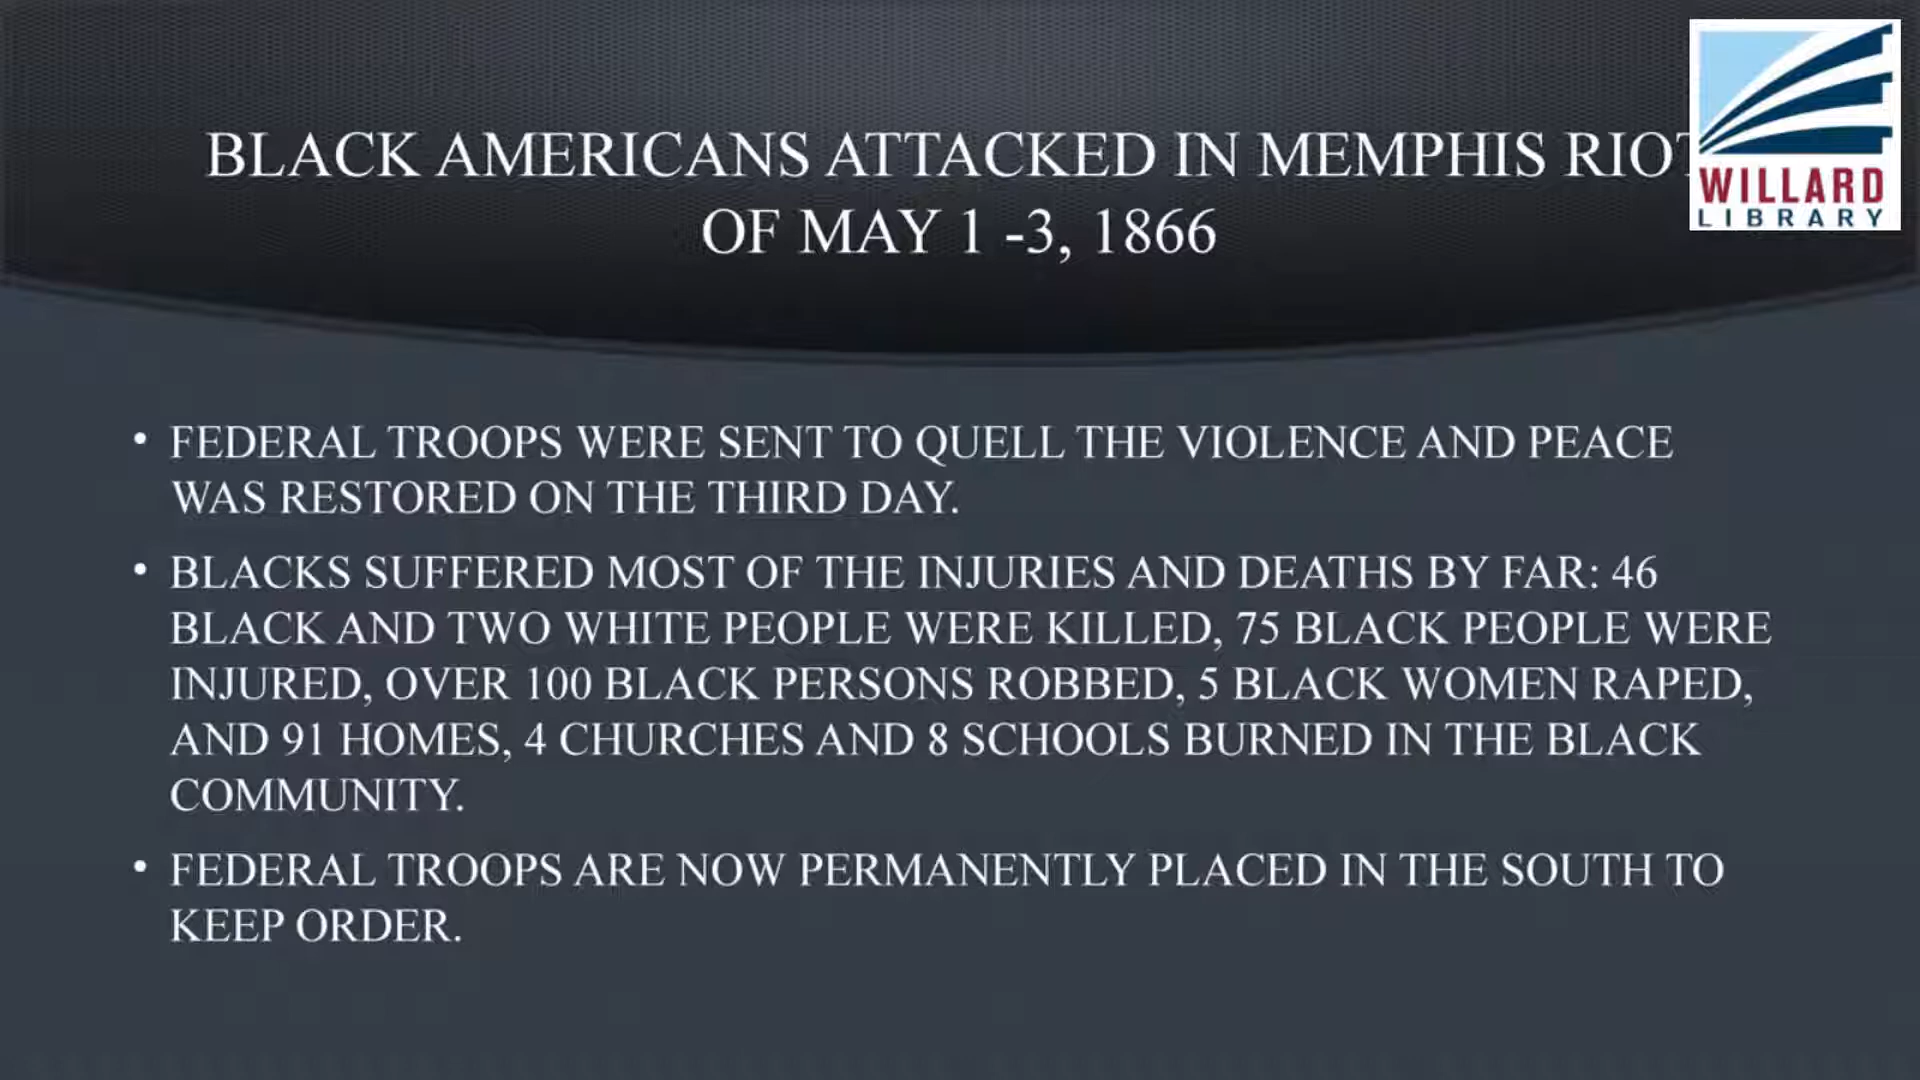 BLACK AMERICANS ATTACKED IN MEMPHIS RIOT
OF MAY 1 -3, 1866
WILLARD
LIBRARY
• FEDERAL TROOPS WERE SENT TO QUELL THE VIOLENCE AND PEACE
WAS RESTORED ON THE THIRD DAY.
• BLACKS SUFFERED MOST OF THE INJURIES AND DEATHS BY FAR: 46
BLACK AND TWO WHITE PEOPLE WERE KILLED, 75 BLACK PEOPLE WERE
INJURED, OVER 100 BLACK PERSONS ROBBED, 5 BLACK WOMEN RAPED,
AND 91 HOMES, 4 CHURCHES AND 8 SCHOOLS BURNED IN THE BLACK
COMMUNITY.
• FEDERAL TROOPS ARE NOW PERMANENTLY PLACED IN THE SOUTH TO
KEEP ORDER.